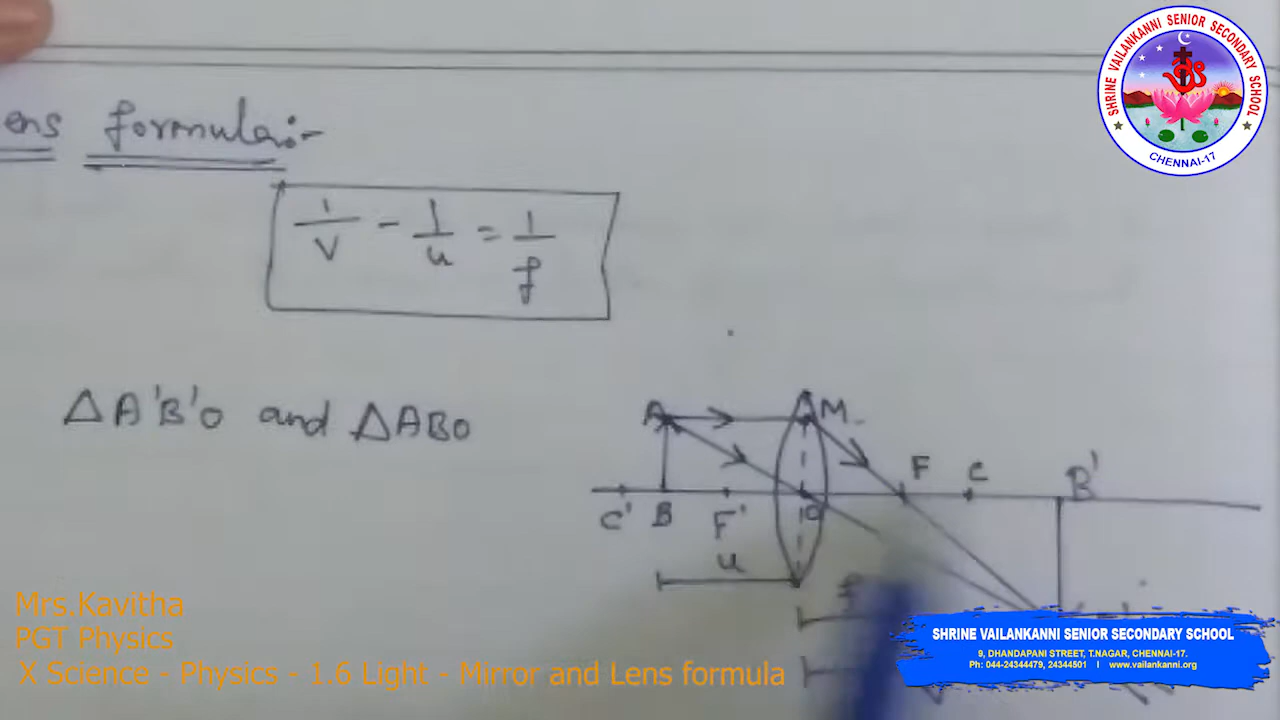 ens formula:-
1/v - 1/u = 1/f
ΔA'B'O and ΔABO
A M
F C B'
C' B F' O
u
f
Mrs.Kavitha
PGT Physics
X Science - Physics - 1.6 Light - Mirror and Lens formula
SHRINE VAILANKANNI SENIOR SECONDARY SCHOOL
CHENNAI-17
SHRINE VAILANKANNI SENIOR SECONDARY SCHOOL
9, DHANDAPANI STREET, T.NAGAR, CHENNAI-17.
Ph: 044-24344479, 24344501 | www.vailankanni.org